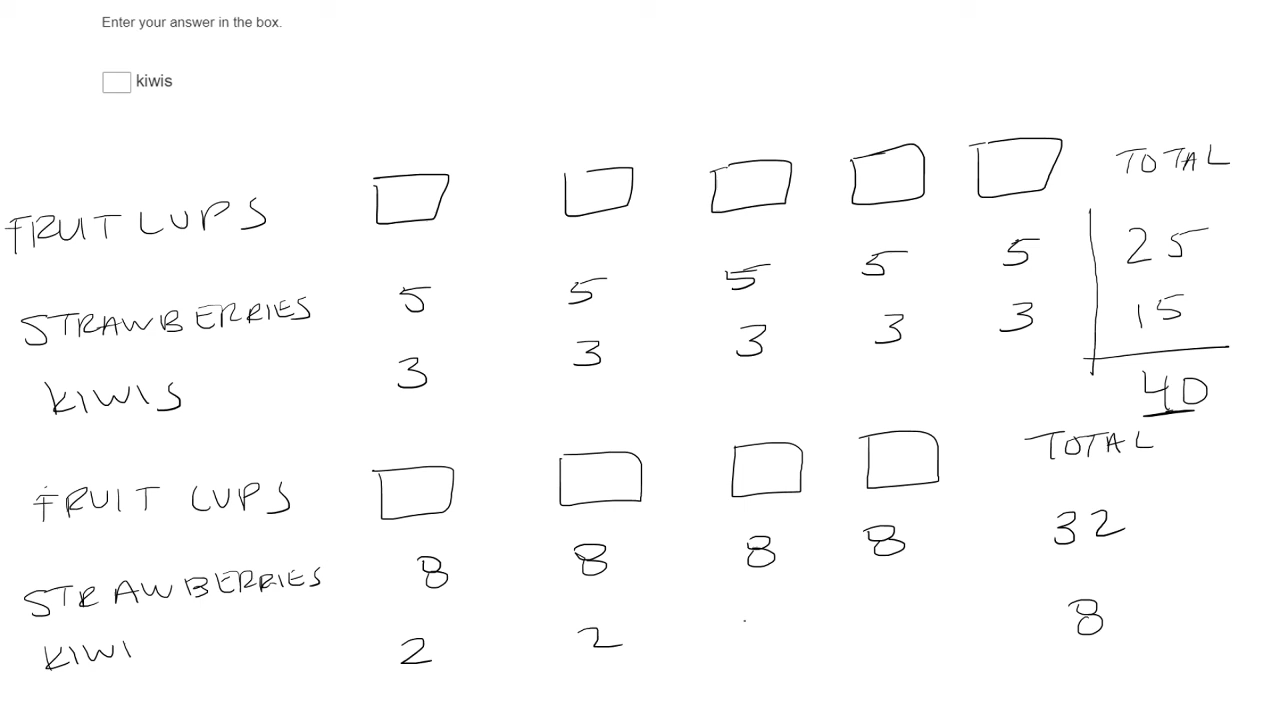 Enter your answer in the box.
kiwis
TOTAL
FRUIT CUPS
STRAWBERRIES 5 5 5 5 5 25
KIWIS 3 3 3 3 3 15
40
FRUIT CUPS TOTAL
STRAWBERRIES 8 8 8 8 32
KIWI 2 2 8